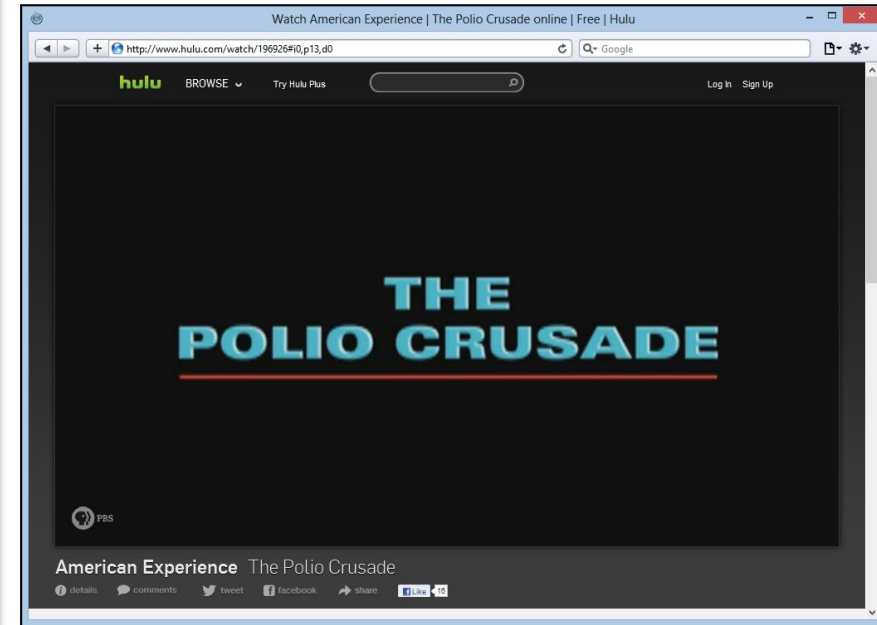 Watch American Experience | The Polio Crusade online | Free | Hulu
http://www.hulu.com/watch/196926#i0,p13,d0
Google
hulu BROWSE Try Hulu Plus Log In Sign Up
THE
POLIO CRUSADE
PBS
American Experience The Polio Crusade
details comments tweet facebook share Like 16